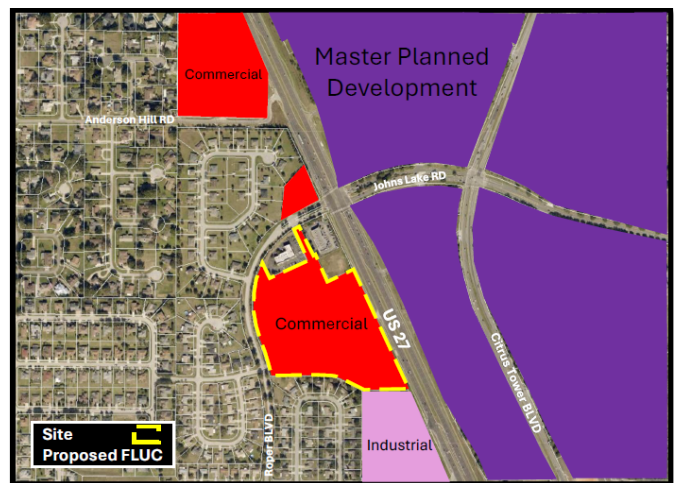 Master Planned
Development
Commercial
Anderson Hill RD
Johns Lake RD
Commercial
US 27
Citrus Tower BLVD
Roper BLVD
Industrial
Site
Proposed FLUC